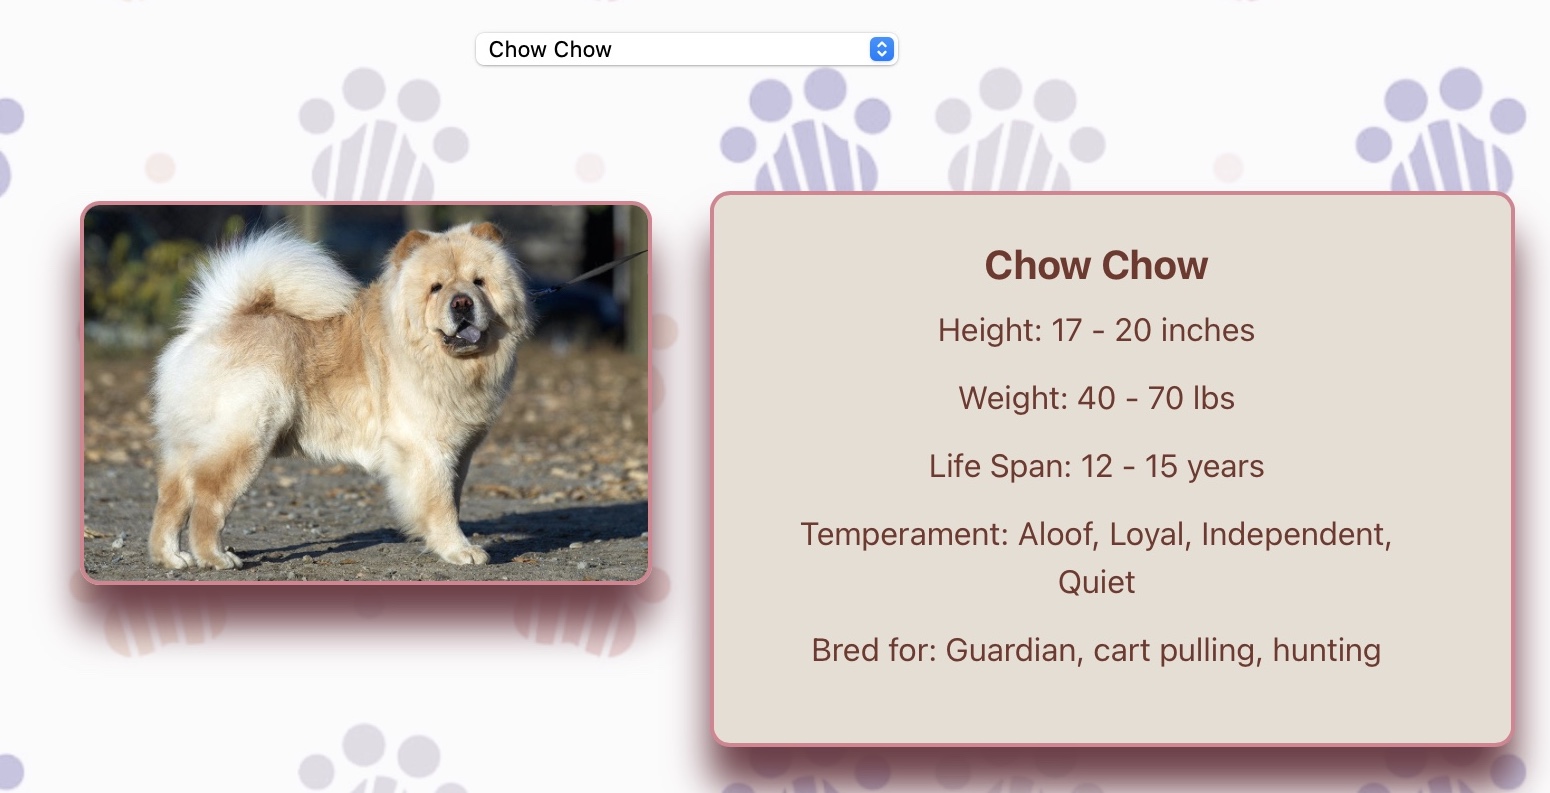 Chow Chow
Chow Chow
Height: 17 - 20 inches
Weight: 40 - 70 lbs
Life Span: 12 - 15 years
Temperament: Aloof, Loyal, Independent,
Quiet
Bred for: Guardian, cart pulling, hunting